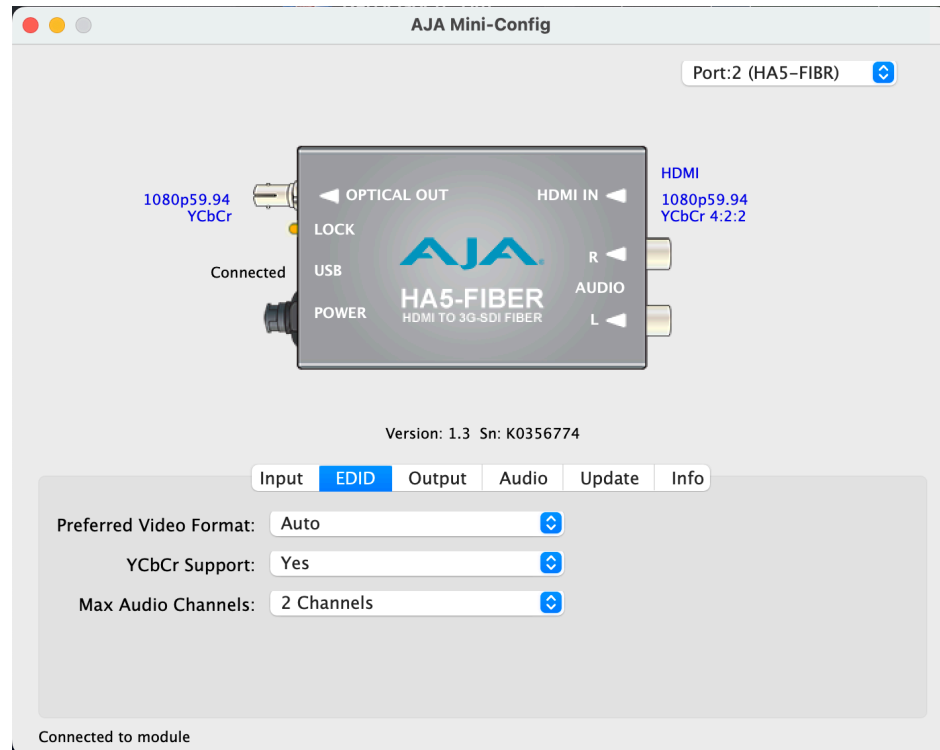 AJA Mini-Config
Port:2 (HA5-FIBR)
HDMI
1080p59.94
YCbCr
OPTICAL OUT
HDMI IN
1080p59.94
YCbCr 4:2:2
LOCK
Connected
USB
AJA
R
AUDIO
HA5-FIBER
HDMI TO 3G-SDI FIBER
POWER
L
Version: 1.3 Sn: K0356774
Input EDID Output Audio Update Info
Preferred Video Format: Auto
YCbCr Support: Yes
Max Audio Channels: 2 Channels
Connected to module